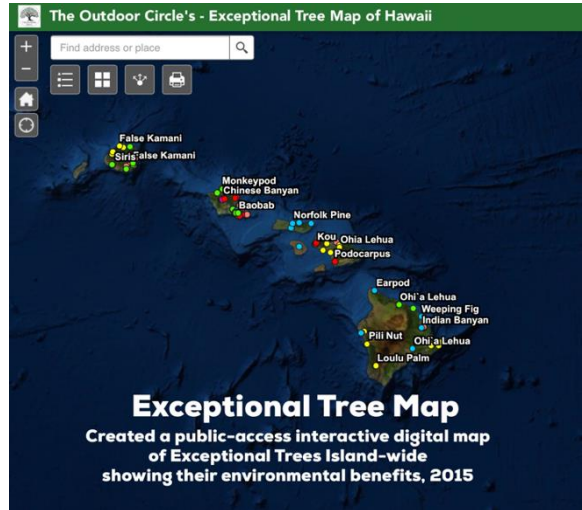 The Outdoor Circle's - Exceptional Tree Map of Hawaii
Find address or place
False Kamani
Siris
False Kamani
Monkeypod
Chinese Banyan
Baobab
Norfolk Pine
Kou
Ohia Lehua
Podocarpus
Earpod
Ohi`a Lehua
Weeping Fig
Indian Banyan
Pili Nut
Ohi`a Lehua
Loulu Palm
Exceptional Tree Map
Created a public-access interactive digital map
of Exceptional Trees Island-wide
showing their environmental benefits, 2015